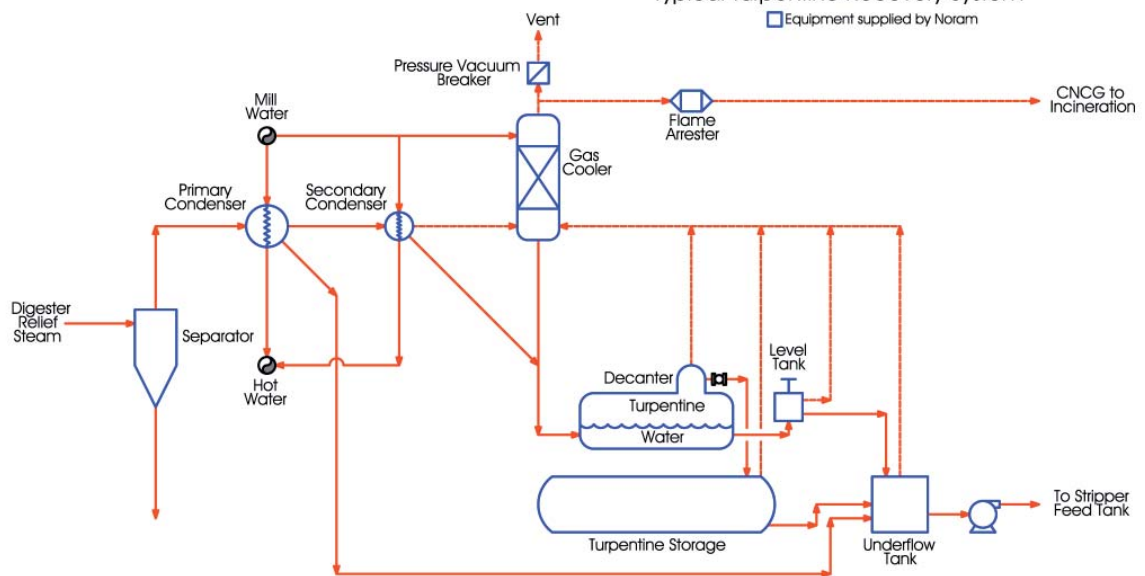 Equipment supplied by Noram
Vent
Pressure Vacuum
Breaker
CNCG to
Incineration
Flame
Arrester
Mill
Water
Gas
Cooler
Primary
Condenser
Secondary
Condenser
Digester
Relief
Steam
Separator
Hot
Water
Level
Tank
Decanter
Turpentine
Water
To Stripper
Feed Tank
Turpentine Storage
Underflow
Tank